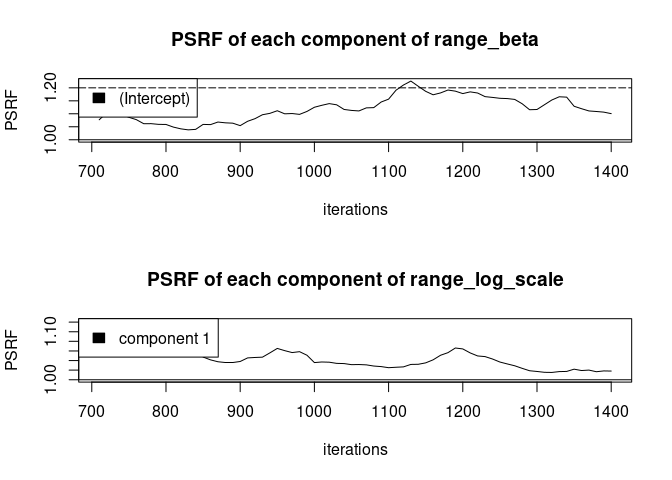 PSRF of each component of range_beta
PSRF
1.20
1.00
(Intercept)
700 800 900 1000 1100 1200 1300 1400
iterations
PSRF of each component of range_log_scale
PSRF
1.10
1.00
component 1
700 800 900 1000 1100 1200 1300 1400
iterations